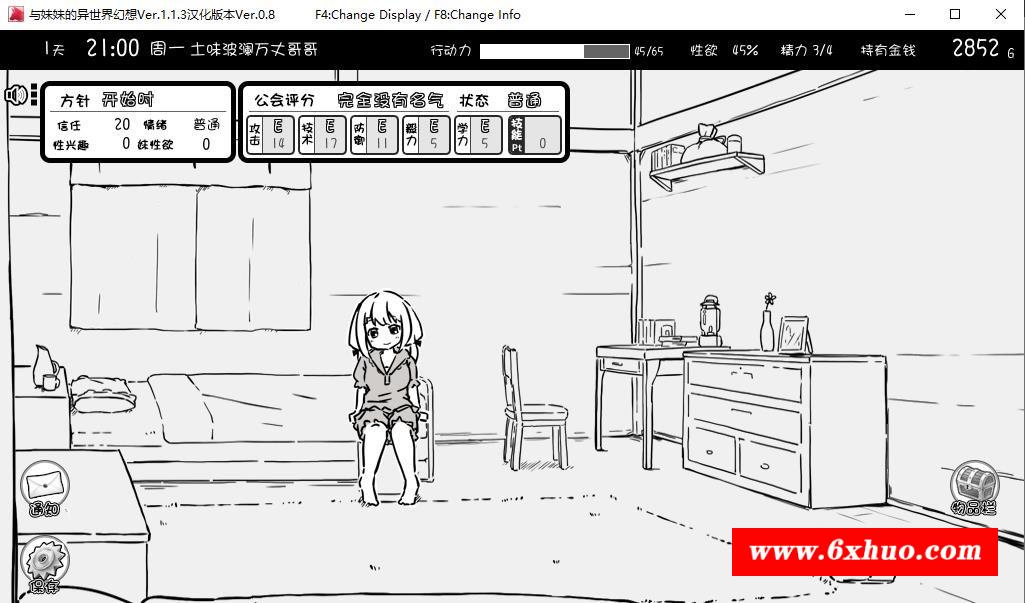 与妹妹的异世界幻想Ver.1.1.3汉化版本Ver.0.8 F4:Change Display / F8:Change Info
1天 21:00 周一 土味波澜万丈哥哥 行动力 45/65 性欲 45% 精力 3/4 持有金钱 2852 G
方针 开始时
信任 20 情绪 普通
性兴趣 0 妹性欲 0
公会评分 完全没有名气 状态 普通
攻击 E 14 技术 E 17 防御 E 11 毅力 E 5 学力 E 5 技能Pt 0
通知
保存
物品栏
www.6xhuo.com